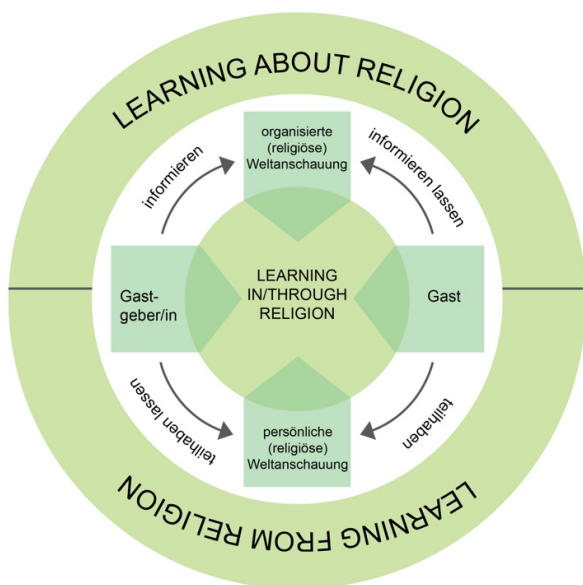 LEARNING ABOUT RELIGION
organisierte
(religiöse)
Weltanschauung
informieren
informieren lassen
Gast-
geber/in
LEARNING
IN/THROUGH
RELIGION
Gast
teilhaben lassen
teilhaben
persönliche
(religiöse)
Weltanschauung
LEARNING FROM RELIGION